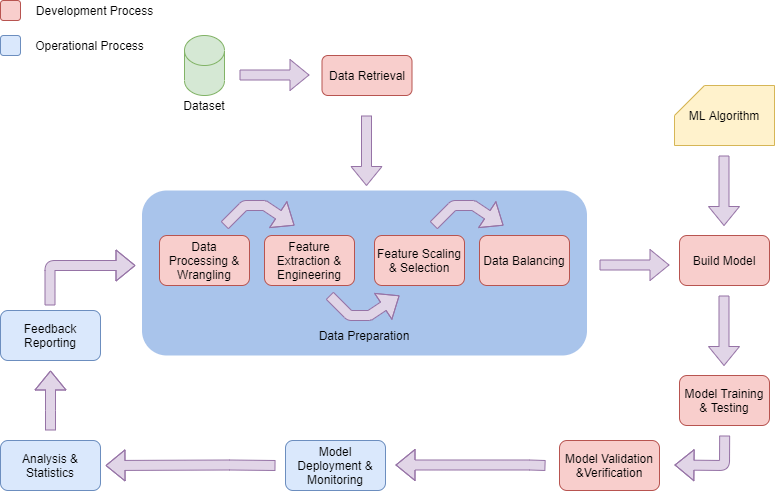 Development Process
Operational Process
Dataset
Data Retrieval
ML Algorithm
Data
Processing &
Wrangling
Feature
Extraction &
Engineering
Feature Scaling
& Selection
Data Balancing
Data Preparation
Build Model
Model Training
& Testing
Model Validation
&Verification
Model
Deployment &
Monitoring
Analysis &
Statistics
Feedback
Reporting